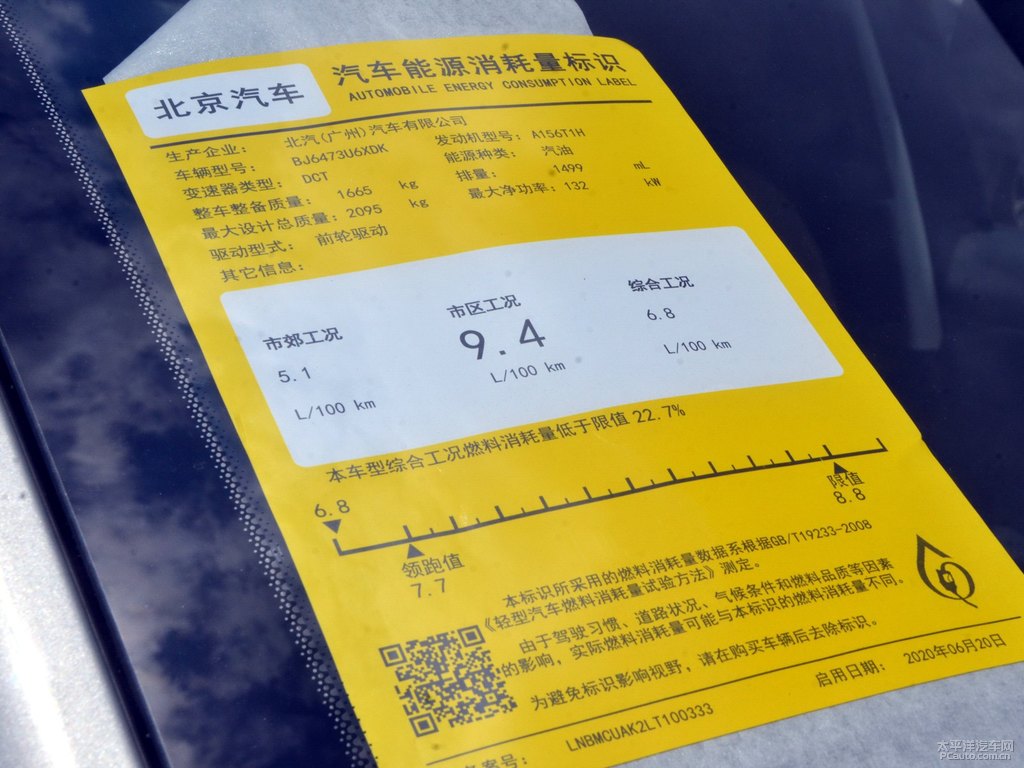 北京汽车
汽车能源消耗量标识
AUTOMOBILE ENERGY CONSUMPTION LABEL
生产企业: 北汽(广州)汽车有限公司
车辆型号: BJ6473U6XDK 发动机型号: A156T1H
变速器类型: DCT 能源种类: 汽油
整车整备质量: 1665 kg 排量: 1499 mL
最大设计总质量: 2095 kg 最大净功率: 132 kW
驱动型式: 前轮驱动
其它信息:
市郊工况 市区工况 综合工况
5.1 9.4 6.8
L/100 km L/100 km L/100 km
本车型综合工况燃料消耗量低于限值 22.7%
6.8
领跑值
7.7
限值
8.8
本标识所采用的燃料消耗量数据系根据GB/T19233-2008
《轻型汽车燃料消耗量试验方法》测定。
由于驾驶习惯、道路状况、气候条件和燃料品质等因素
的影响，实际燃料消耗量可能与本标识的燃料消耗量不同。
为避免标识影响视野，请在购买车辆后去除标识。
启用日期: 2020年06月20日
备案号: LNBMCUAK2LT100333
太平洋汽车网
PCauto.com.cn